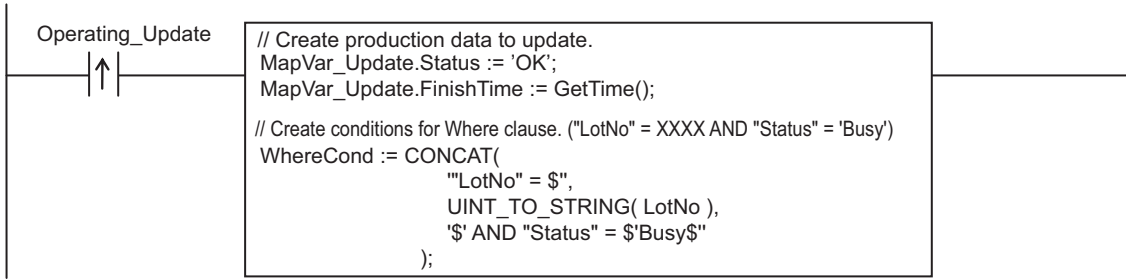 Operating_Update
// Create production data to update.
MapVar_Update.Status := 'OK';
MapVar_Update.FinishTime := GetTime();
// Create conditions for Where clause. ("LotNo" = XXXX AND "Status" = 'Busy')
WhereCond := CONCAT(
'"LotNo" = $'',
UINT_TO_STRING( LotNo ),
'$' AND "Status" = $'Busy$''
);